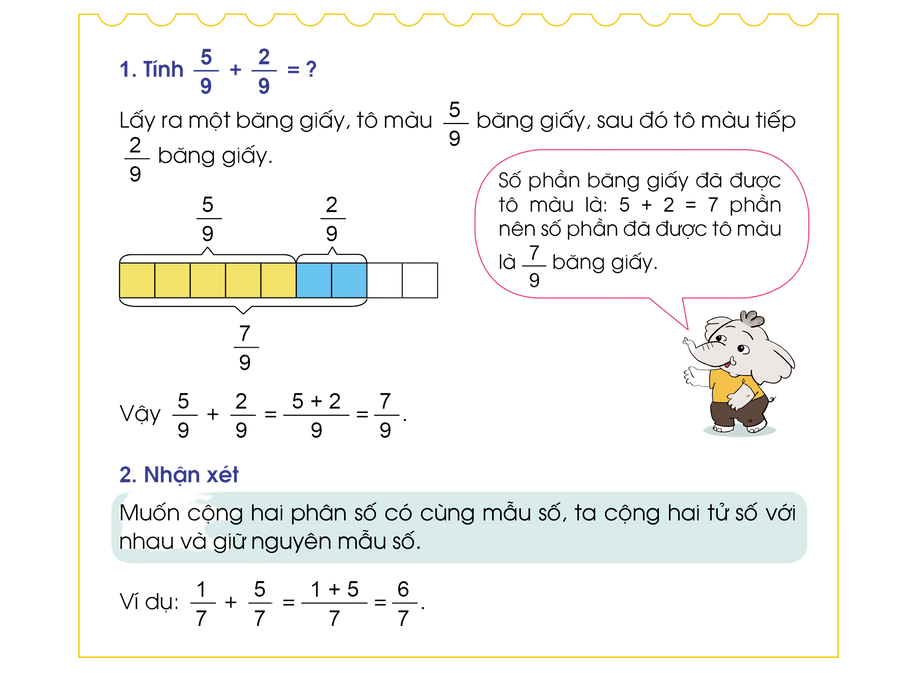 1. Tính 5/9 + 2/9 = ?
Lấy ra một băng giấy, tô màu 5/9 băng giấy, sau đó tô màu tiếp
2/9 băng giấy.
Số phần băng giấy đã được
tô màu là: 5 + 2 = 7 phần
nên số phần đã được tô màu
là 7/9 băng giấy.
5/9 2/9
7/9
Vậy 5/9 + 2/9 = (5 + 2)/9 = 7/9.
2. Nhận xét
Muốn cộng hai phân số có cùng mẫu số, ta cộng hai tử số với
nhau và giữ nguyên mẫu số.
Ví dụ: 1/7 + 5/7 = (1 + 5)/7 = 6/7.